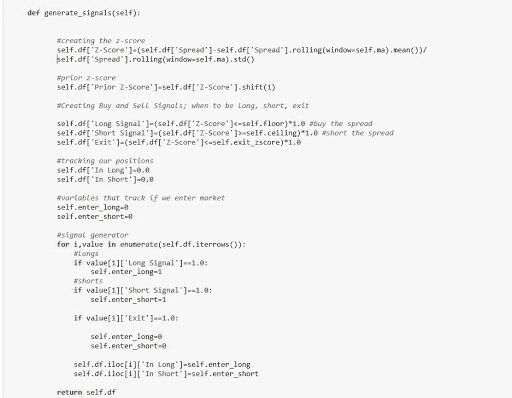 def generate_signals(self):
#creating the z-score
self.df['Z-Score']=(self.df['Spread']-self.df['Spread'].rolling(window=self.ma).mean())/
self.df['Spread'].rolling(window=self.ma).std()
#prior z-score
self.df['Prior Z-Score']=self.df['Z-Score'].shift(1)
#Creating Buy and Sell Signals; when to be long, short, exit
self.df['Long Signal']=(self.df['Z-Score']<=self.floor)*1.0 #buy the spread
self.df['Short Signal']=(self.df['Z-Score']>=self.ceiling)*1.0 #short the spread
self.df['Exit']=(self.df['Z-Score']<=self.exit_zscore)*1.0
#tracking our positions
self.df['In Long']=0.0
self.df['In Short']=0.0
#variables that track if we enter market
self.enter_long=0
self.enter_short=0
#signal generator
for i,value in enumerate(self.df.iterrows()):
#Longs
if value[1]['Long Signal']==1.0:
self.enter_long=1
#shorts
if value[1]['Short Signal']==1.0:
self.enter_short=1
if value[1]['Exit']==1.0:
self.enter_long=0
self.enter_short=0
self.df.iloc[i]['In Long']=self.enter_long
self.df.iloc[i]['In Short']=self.enter_short
return self.df